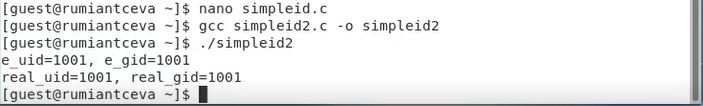 [guest@rumiantceva ~]$ nano simpleid.c
[guest@rumiantceva ~]$ gcc simpleid2.c -o simpleid2
[guest@rumiantceva ~]$ ./simpleid2
e_uid=1001, e_gid=1001
real_uid=1001, real_gid=1001
[guest@rumiantceva ~]$